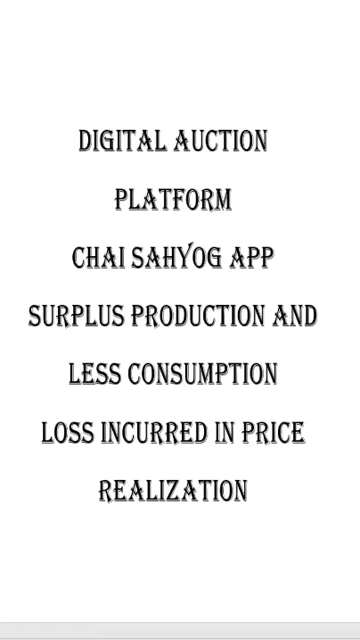 DIGITAL AUCTION
PLATFORM
CHAI SAHYOG APP
SURPLUS PRODUCTION AND
LESS CONSUMPTION
LOSS INCURRED IN PRICE
REALIZATION